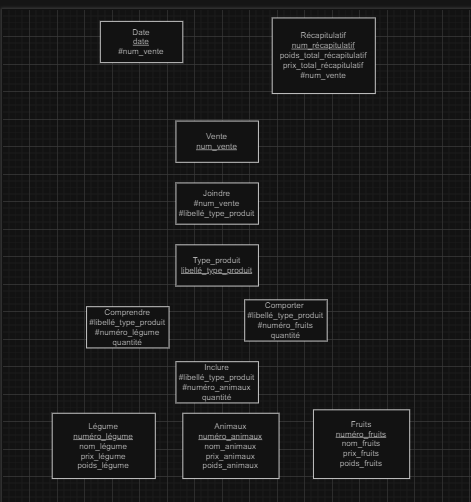 Date
date
#num_vente
Récapitulatif
num_récapitulatif
poids_total_récapitulatif
prix_total_récapitulatif
#num_vente
Vente
num_vente
Joindre
#num_vente
#libellé_type_produit
Type_produit
libellé_type_produit
Comprendre
#libellé_type_produit
#numéro_légume
quantité
Comporter
#libellé_type_produit
#numéro_fruits
quantité
Inclure
#libellé_type_produit
#numéro_animaux
quantité
Légume
numéro_légume
nom_légume
prix_légume
poids_légume
Animaux
numéro_animaux
nom_animaux
prix_animaux
poids_animaux
Fruits
numéro_fruits
nom_fruits
prix_fruits
poids_fruits